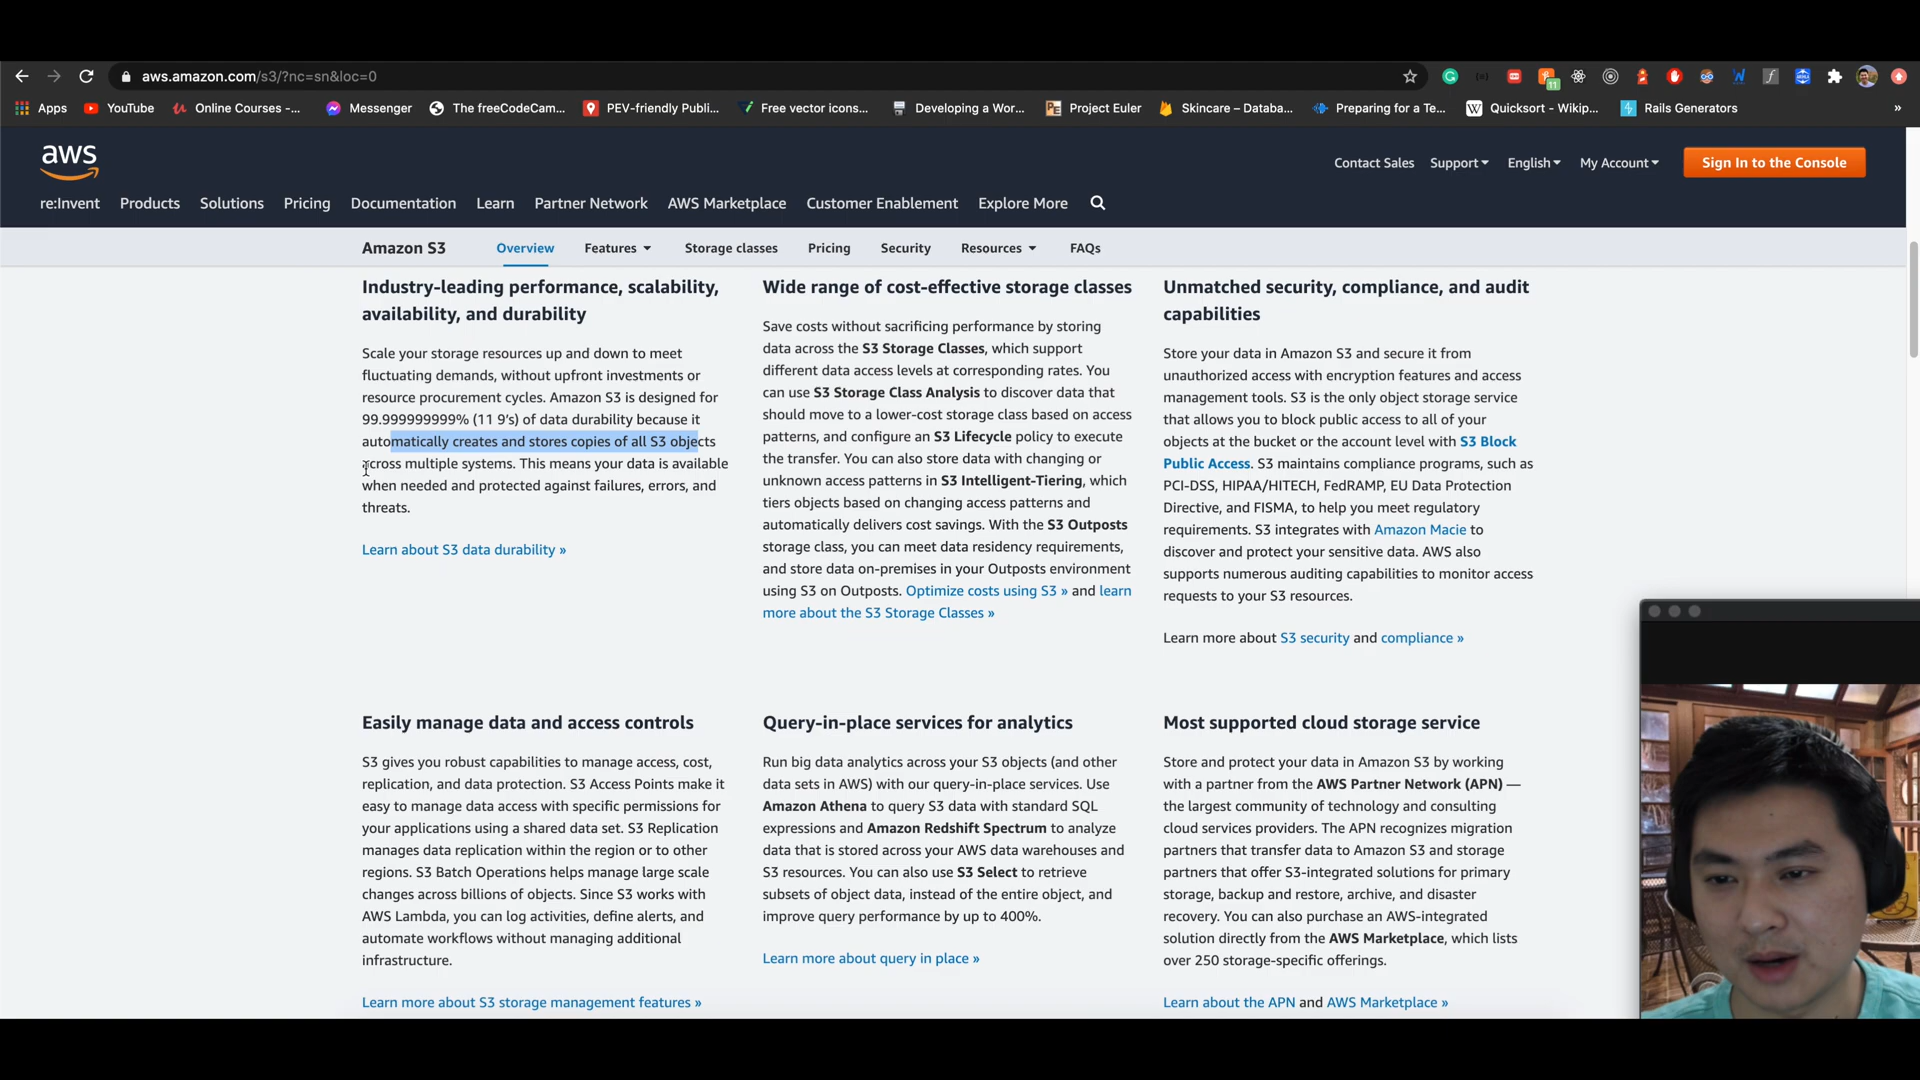 aws.amazon.com/s3/?nc=sn&loc=0
11
Apps YouTube Online Courses -... Messenger The freeCodeCam... PEV-friendly Publi... Free vector icons... Developing a Wor... Project Euler Skincare – Databa... Preparing for a Te... Quicksort - Wikip... Rails Generators »
aws
Contact Sales Support English My Account Sign In to the Console
re:Invent Products Solutions Pricing Documentation Learn Partner Network AWS Marketplace Customer Enablement Explore More
Amazon S3 Overview Features Storage classes Pricing Security Resources FAQs
Industry-leading performance, scalability,
availability, and durability
Scale your storage resources up and down to meet
fluctuating demands, without upfront investments or
resource procurement cycles. Amazon S3 is designed for
99.999999999% (11 9's) of data durability because it
automatically creates and stores copies of all S3 objects
across multiple systems. This means your data is available
when needed and protected against failures, errors, and
threats.
Learn about S3 data durability »
Wide range of cost-effective storage classes
Save costs without sacrificing performance by storing
data across the S3 Storage Classes, which support
different data access levels at corresponding rates. You
can use S3 Storage Class Analysis to discover data that
should move to a lower-cost storage class based on access
patterns, and configure an S3 Lifecycle policy to execute
the transfer. You can also store data with changing or
unknown access patterns in S3 Intelligent-Tiering, which
tiers objects based on changing access patterns and
automatically delivers cost savings. With the S3 Outposts
storage class, you can meet data residency requirements,
and store data on-premises in your Outposts environment
using S3 on Outposts. Optimize costs using S3 » and learn
more about the S3 Storage Classes »
Unmatched security, compliance, and audit
capabilities
Store your data in Amazon S3 and secure it from
unauthorized access with encryption features and access
management tools. S3 is the only object storage service
that allows you to block public access to all of your
objects at the bucket or the account level with S3 Block
Public Access. S3 maintains compliance programs, such as
PCI-DSS, HIPAA/HITECH, FedRAMP, EU Data Protection
Directive, and FISMA, to help you meet regulatory
requirements. S3 integrates with Amazon Macie to
discover and protect your sensitive data. AWS also
supports numerous auditing capabilities to monitor access
requests to your S3 resources.
Learn more about S3 security and compliance »
Easily manage data and access controls
S3 gives you robust capabilities to manage access, cost,
replication, and data protection. S3 Access Points make it
easy to manage data access with specific permissions for
your applications using a shared data set. S3 Replication
manages data replication within the region or to other
regions. S3 Batch Operations helps manage large scale
changes across billions of objects. Since S3 works with
AWS Lambda, you can log activities, define alerts, and
automate workflows without managing additional
infrastructure.
Learn more about S3 storage management features »
Query-in-place services for analytics
Run big data analytics across your S3 objects (and other
data sets in AWS) with our query-in-place services. Use
Amazon Athena to query S3 data with standard SQL
expressions and Amazon Redshift Spectrum to analyze
data that is stored across your AWS data warehouses and
S3 resources. You can also use S3 Select to retrieve
subsets of object data, instead of the entire object, and
improve query performance by up to 400%.
Learn more about query in place »
Most supported cloud storage service
Store and protect your data in Amazon S3 by working
with a partner from the AWS Partner Network (APN) —
the largest community of technology and consulting
cloud services providers. The APN recognizes migration
partners that transfer data to Amazon S3 and storage
partners that offer S3-integrated solutions for primary
storage, backup and restore, archive, and disaster
recovery. You can also purchase an AWS-integrated
solution directly from the AWS Marketplace, which lists
over 250 storage-specific offerings.
Learn about the APN and AWS Marketplace »